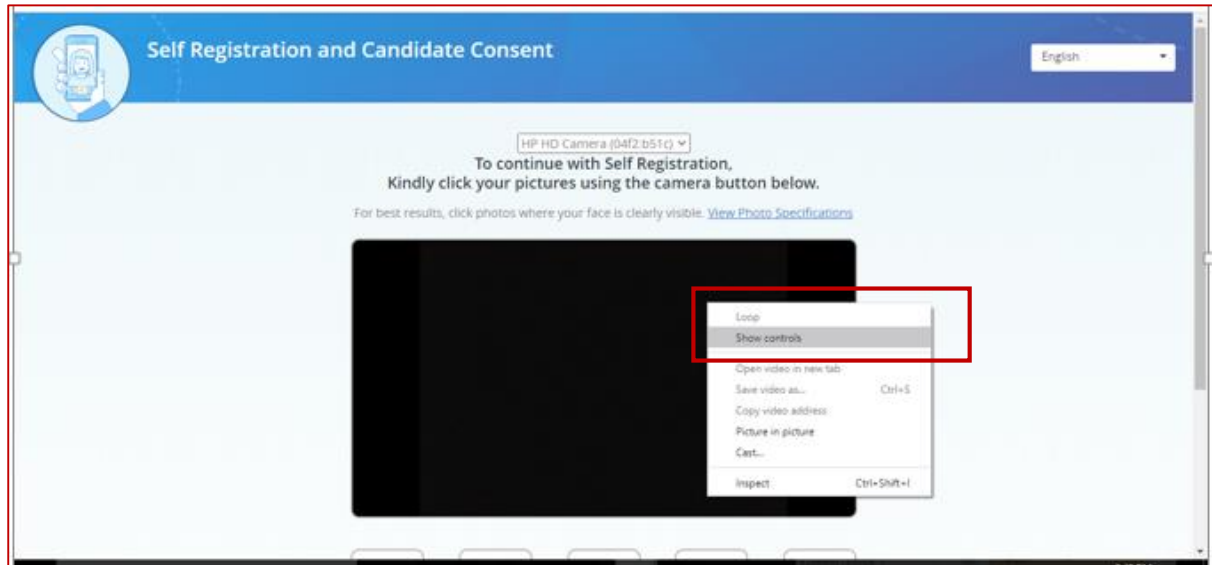 Self Registration and Candidate Consent
English
HP HD Camera (04f2:b51c)
To continue with Self Registration,
Kindly click your pictures using the camera button below.
For best results, click photos where your face is clearly visible. View Photo Specifications
Loop
Show controls
Open video in new tab
Save video as... Ctrl+S
Copy video address
Picture in picture
Cast...
Inspect Ctrl+Shift+I